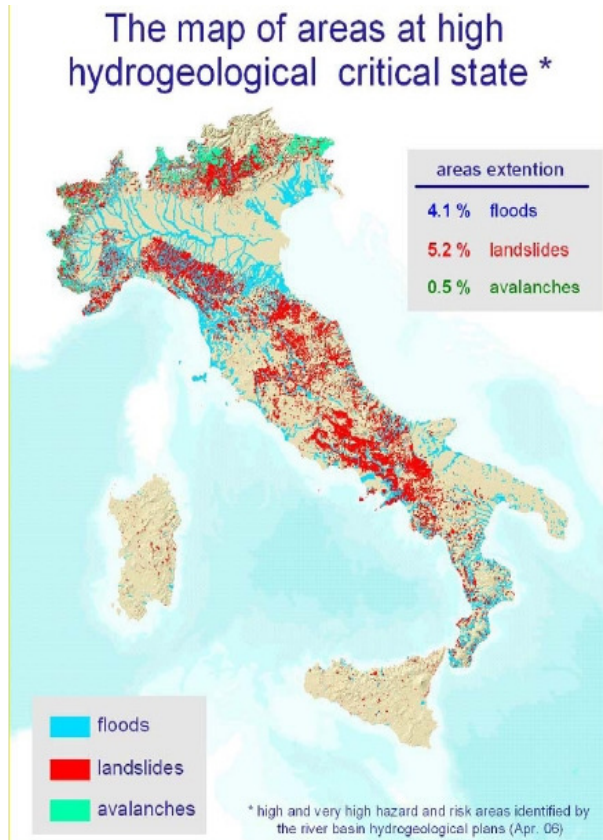 The map of areas at high
hydrogeological critical state *
areas extention
4.1 % floods
5.2 % landslides
0.5 % avalanches
floods
landslides
avalanches
* high and very high hazard and risk areas identified by
the river basin hydrogeological plans (Apr. 06)